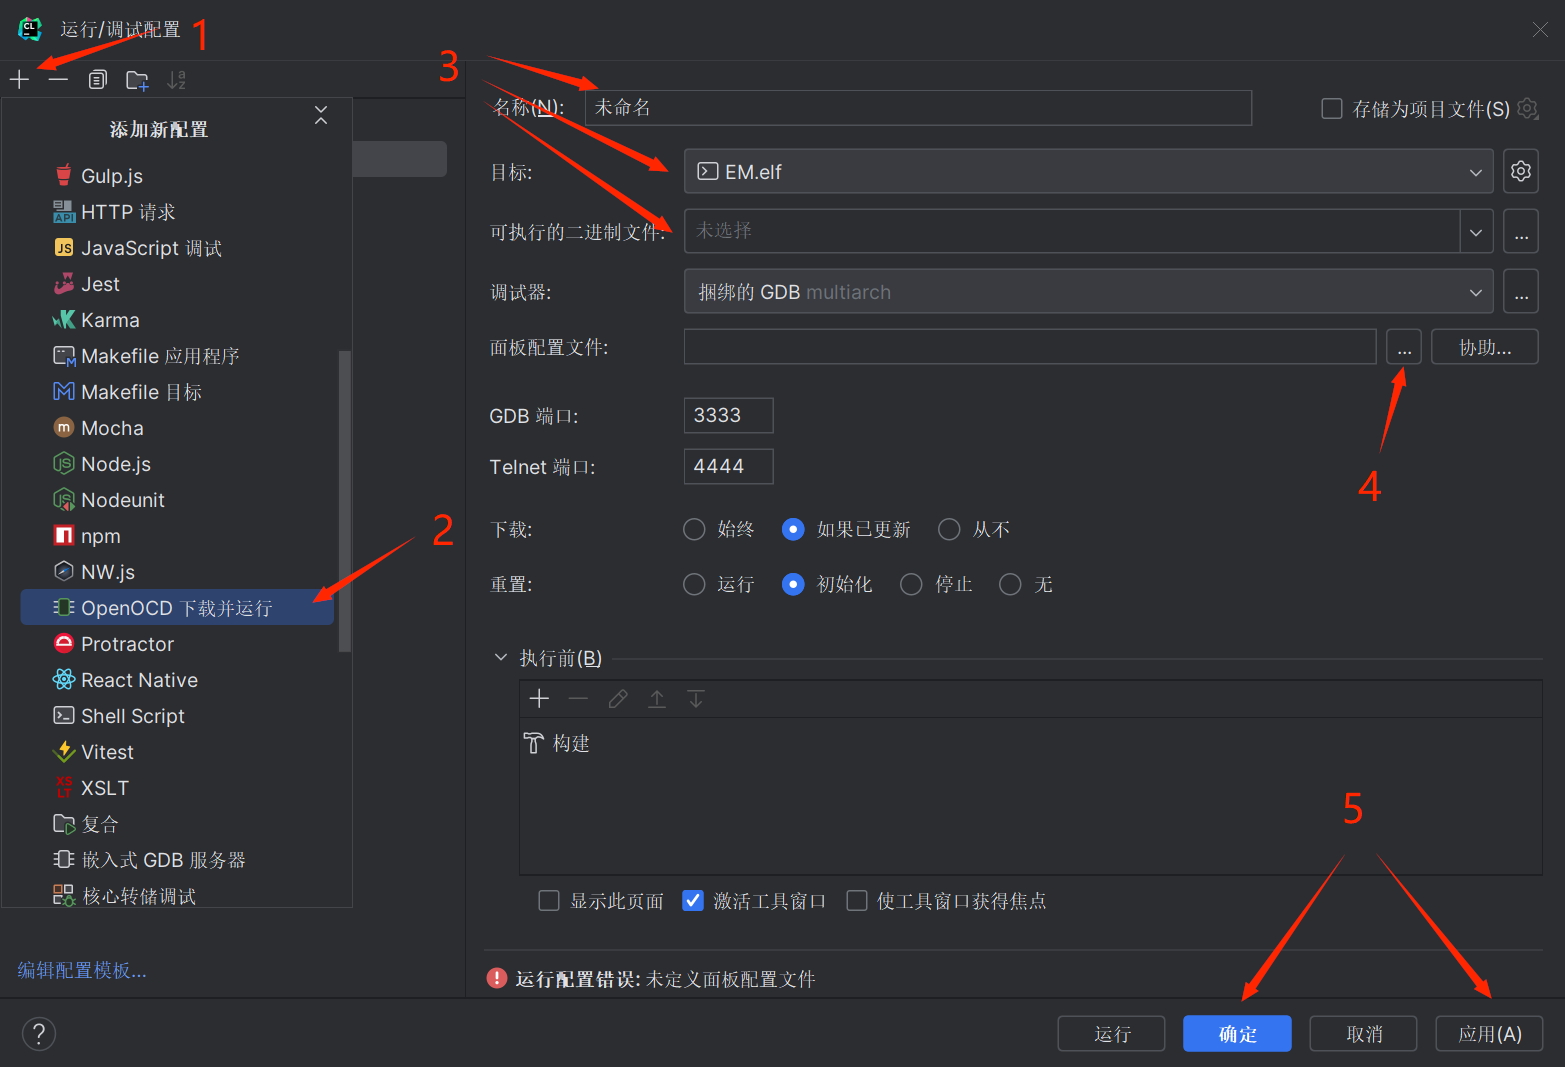 CL
运行/调试配置
1
添加新配置
Gulp.js
API
HTTP 请求
JS
JavaScript 调试
Jest
Karma
Makefile 应用程序
Makefile 目标
m
Mocha
JS
Node.js
JS
Nodeunit
npm
NW.js
OpenOCD 下载并运行
Protractor
React Native
Shell Script
Vitest
XS
LT
XSLT
复合
嵌入式 GDB 服务器
核心转储调试
编辑配置模板...
2
3
名称(N):
未命名
存储为项目文件(S)
目标:
EM.elf
可执行的二进制文件:
未选择
...
调试器:
捆绑的 GDB multiarch
...
面板配置文件:
...
协助...
4
GDB 端口:
3333
Telnet 端口:
4444
下载:
始终
如果已更新
从不
重置:
运行
初始化
停止
无
执行前(B)
构建
5
显示此页面
激活工具窗口
使工具窗口获得焦点
运行配置错误: 未定义面板配置文件
?
运行
确定
取消
应用(A)